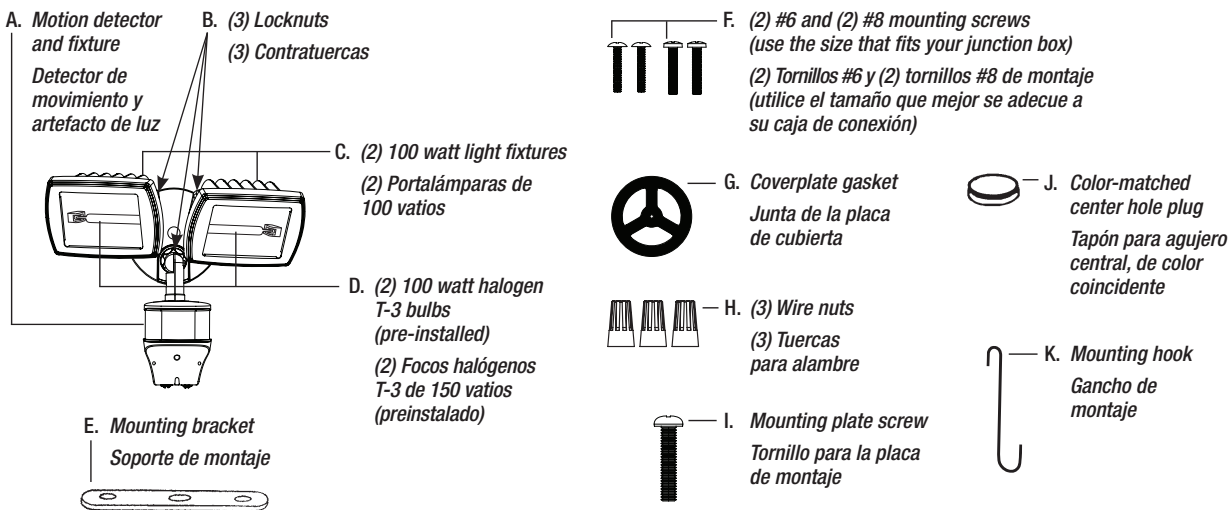 A. Motion detector
and fixture
Detector de
movimiento y
artefacto de luz
B. (3) Locknuts
(3) Contratuercas
C. (2) 100 watt light fixtures
(2) Portalámparas de
100 vatios
D. (2) 100 watt halogen
T-3 bulbs
(pre-installed)
(2) Focos halógenos
T-3 de 150 vatios
(preinstalado)
E. Mounting bracket
Soporte de montaje
F. (2) #6 and (2) #8 mounting screws
(use the size that fits your junction box)
(2) Tornillos #6 y (2) tornillos #8 de montaje
(utilice el tamaño que mejor se adecue a
su caja de conexión)
G. Coverplate gasket
Junta de la placa
de cubierta
H. (3) Wire nuts
(3) Tuercas
para alambre
I. Mounting plate screw
Tornillo para la placa
de montaje
J. Color-matched
center hole plug
Tapón para agujero
central, de color
coincidente
K. Mounting hook
Gancho de
montaje